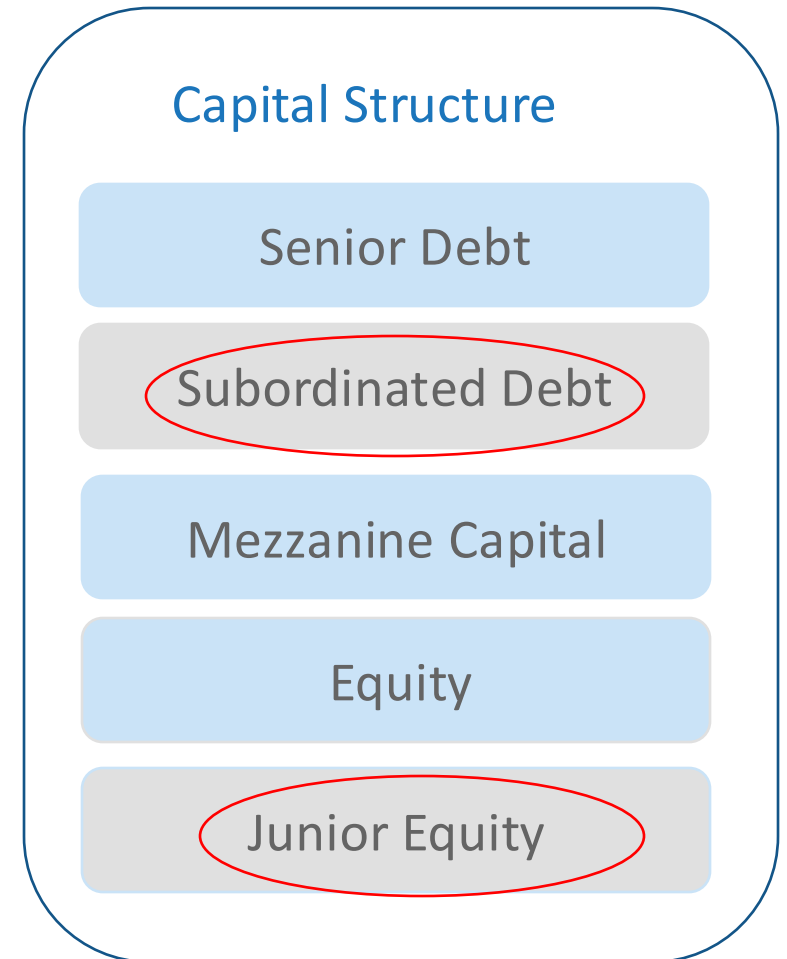 Capital Structure
Senior Debt
Subordinated Debt
Mezzanine Capital
Equity
Junior Equity